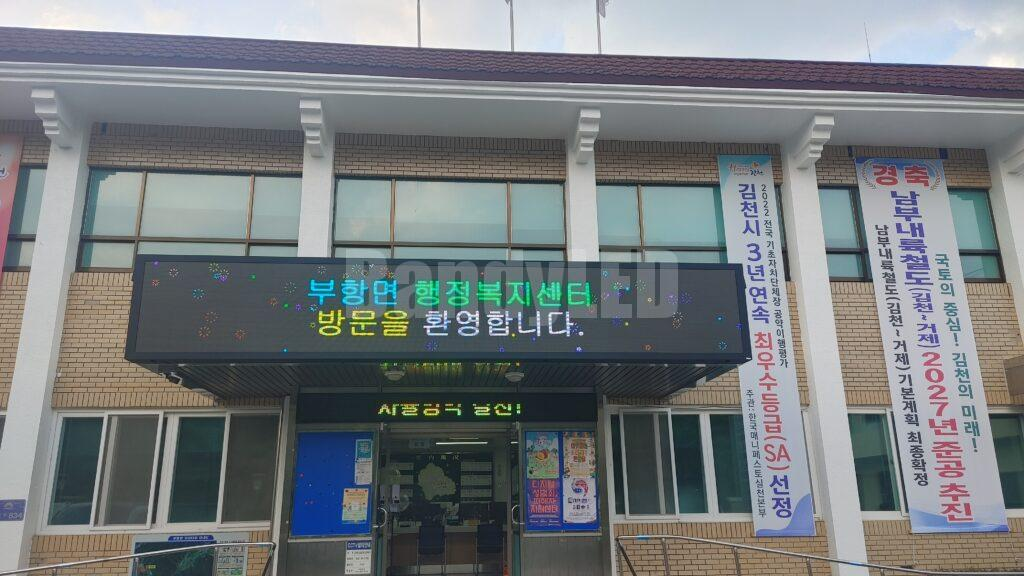 부항면 행정복지센터
방문을 환영합니다.
BandyLED
김천시 3년연속 최우수등급(SA) 선정
2022 전국 기초자치단체장 공약이행평가
주관:한국매니페스토실천본부
경축 남부내륙철도(김천~거제) 2027년 준공 추진
국토의 중심! 김천의 미래!
남부내륙철도(김천~거제) 기본계획 최종확정
834